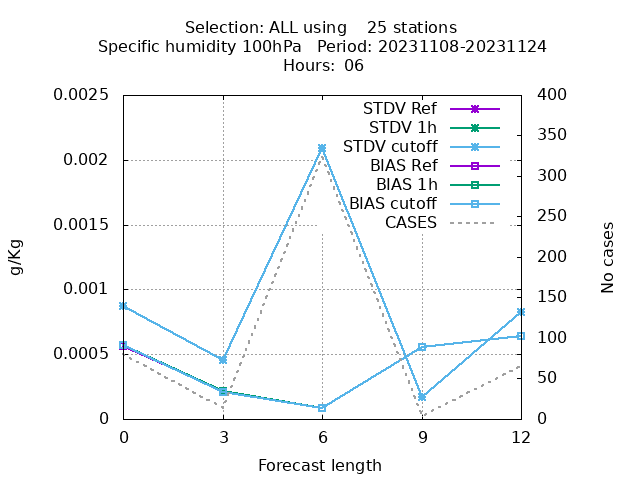 Selection: ALL using    25 stations
Specific humidity 100hPa   Period: 20231108-20231124
Hours:  06
STDV Ref
STDV 1h
STDV cutoff
BIAS Ref
BIAS 1h
BIAS cutoff
CASES
0.0025
0.002
0.0015
0.001
0.0005
0
g/Kg
400
350
300
250
200
150
100
50
0
No cases
0 3 6 9 12
Forecast length